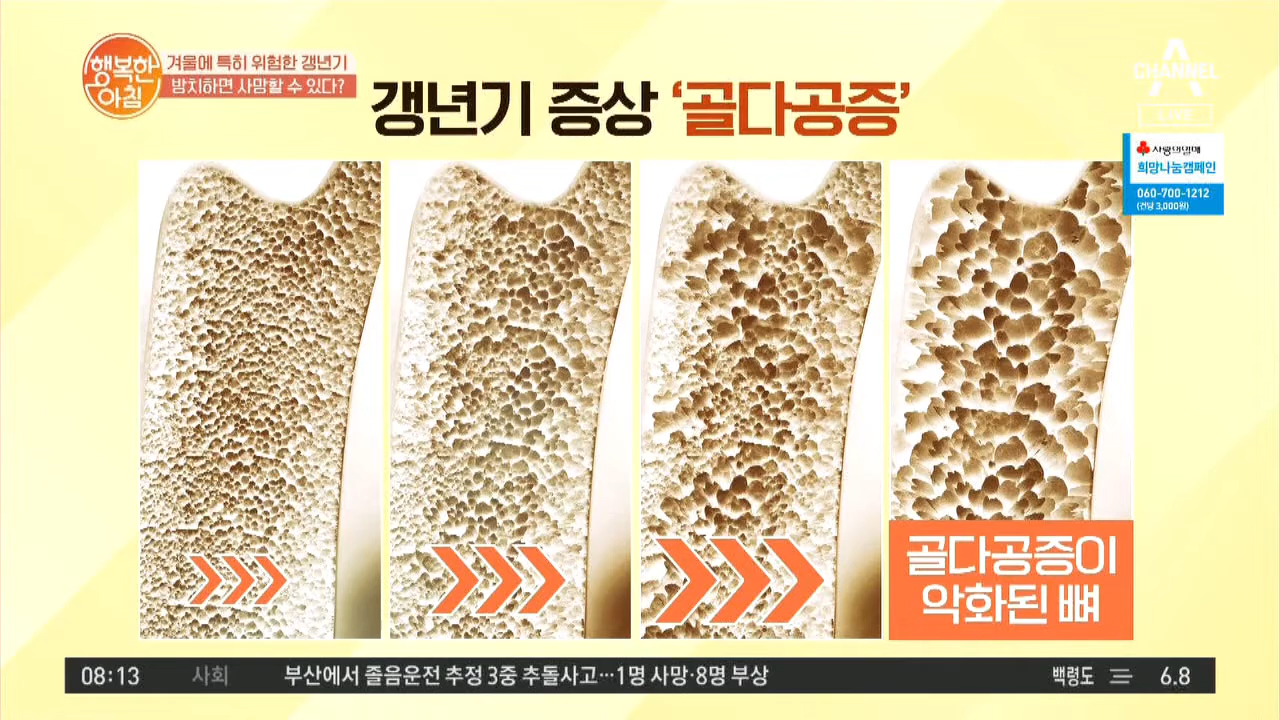 행복한
아침
겨울에 특히 위험한 갱년기
방치하면 사망할 수 있다?
갱년기 증상 ‘골다공증’
CHANNEL
LIVE
사랑의열매
희망나눔캠페인
060-700-1212
(건당 3,000원)
골다공증이
악화된 뼈
08:13 사회 부산에서 졸음운전 추정 3중 추돌사고…1명 사망·8명 부상 백령도 6.8